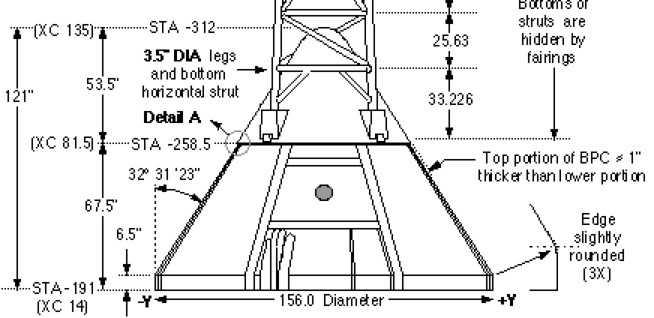 Bottoms of
struts are
hidden by
fairings
(XC 135)
STA -312
25.63
3.5" DIA legs
and bottom
horizontal strut
53.5"
121"
33.226
Detail A
(XC 81.5)
STA -258.5
Top portion of BPC ≠ 1"
thicker than lower portion
32° 31 '23"
67.5"
6.5"
Edge
slightly
rounded
(3X)
STA-191
(XC 14)
-Y
156.0 Diameter
+Y